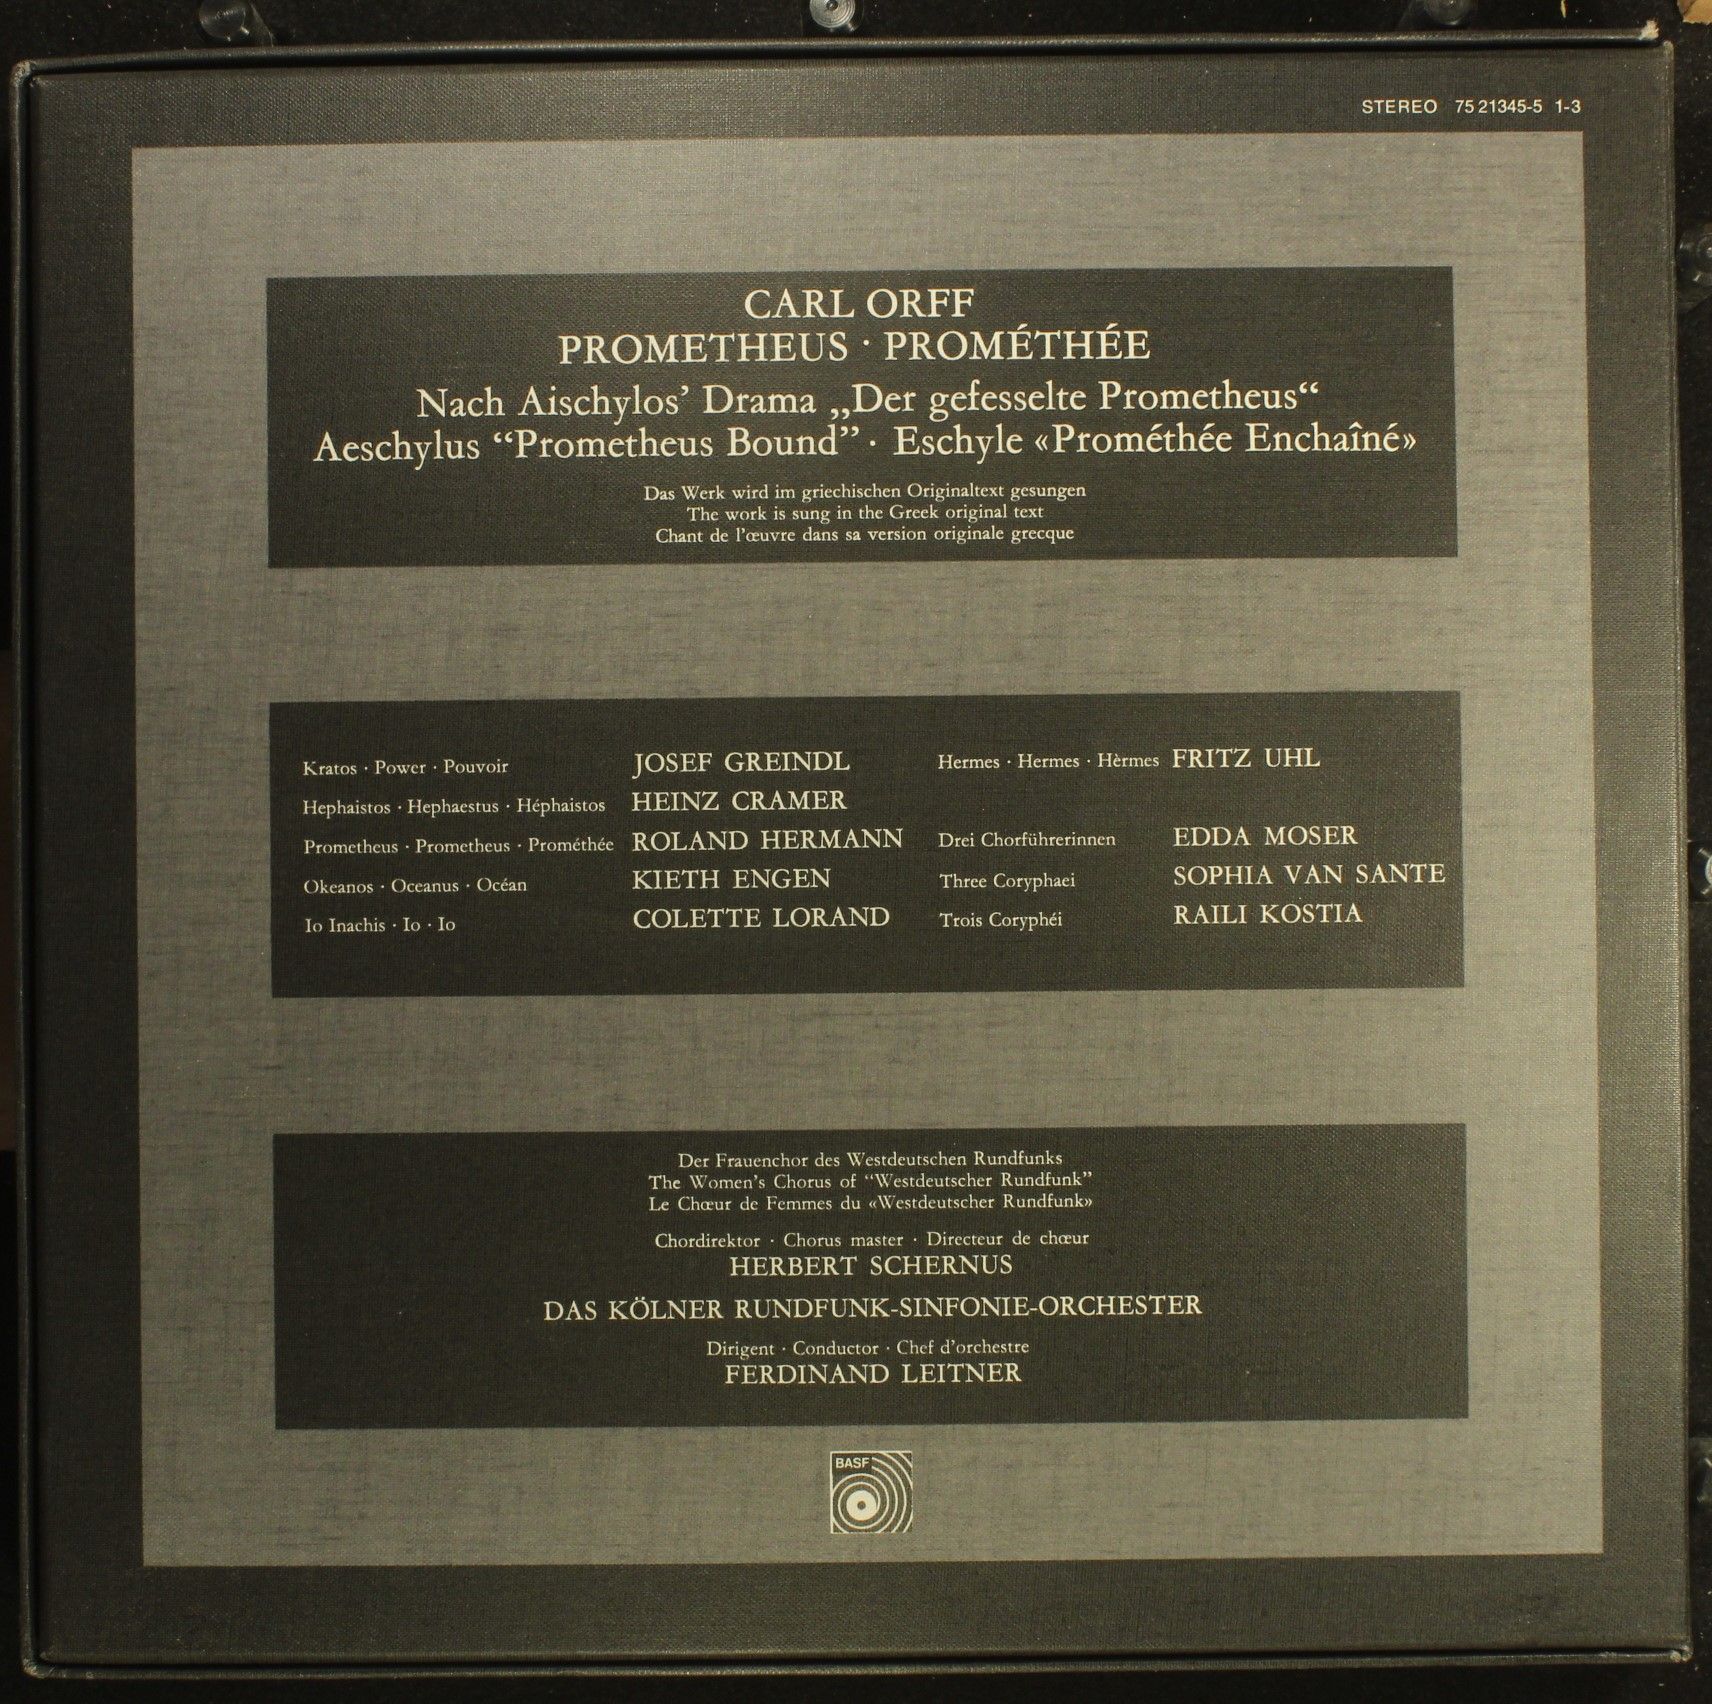 STEREO 75 21345-5 1-3
CARL ORFF
PROMETHEUS · PROMÉTHÉE
Nach Aischylos’ Drama „Der gefesselte Prometheus“
Aeschylus “Prometheus Bound” · Eschyle «Prométhée Enchaîné»
Das Werk wird im griechischen Originaltext gesungen
The work is sung in the Greek original text
Chant de l’œuvre dans sa version originale grecque
Kratos · Power · Pouvoir JOSEF GREINDL
Hephaistos · Hephaestus · Héphaistos HEINZ CRAMER
Prometheus · Prometheus · Prométhée ROLAND HERMANN
Okeanos · Oceanus · Océan KIETH ENGEN
Io Inachis · Io · Io COLETTE LORAND
Hermes · Hermes · Hèrmes FRITZ UHL
Drei Chorführerinnen EDDA MOSER
Three Coryphaei SOPHIA VAN SANTE
Trois Coryphéi RAILI KOSTIA
Der Frauenchor des Westdeutschen Rundfunks
The Women’s Chorus of “Westdeutscher Rundfunk”
Le Chœur de Femmes du «Westdeutscher Rundfunk»
Chordirektor · Chorus master · Directeur de chœur
HERBERT SCHERNUS
DAS KÖLNER RUNDFUNK-SINFONIE-ORCHESTER
Dirigent · Conductor · Chef d’orchestre
FERDINAND LEITNER
BASF